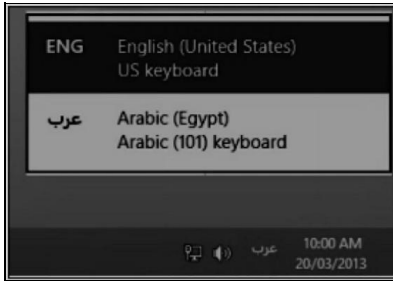 ENG English (United States)
US keyboard
عرب Arabic (Egypt)
Arabic (101) keyboard
عرب 10:00 AM
20/03/2013